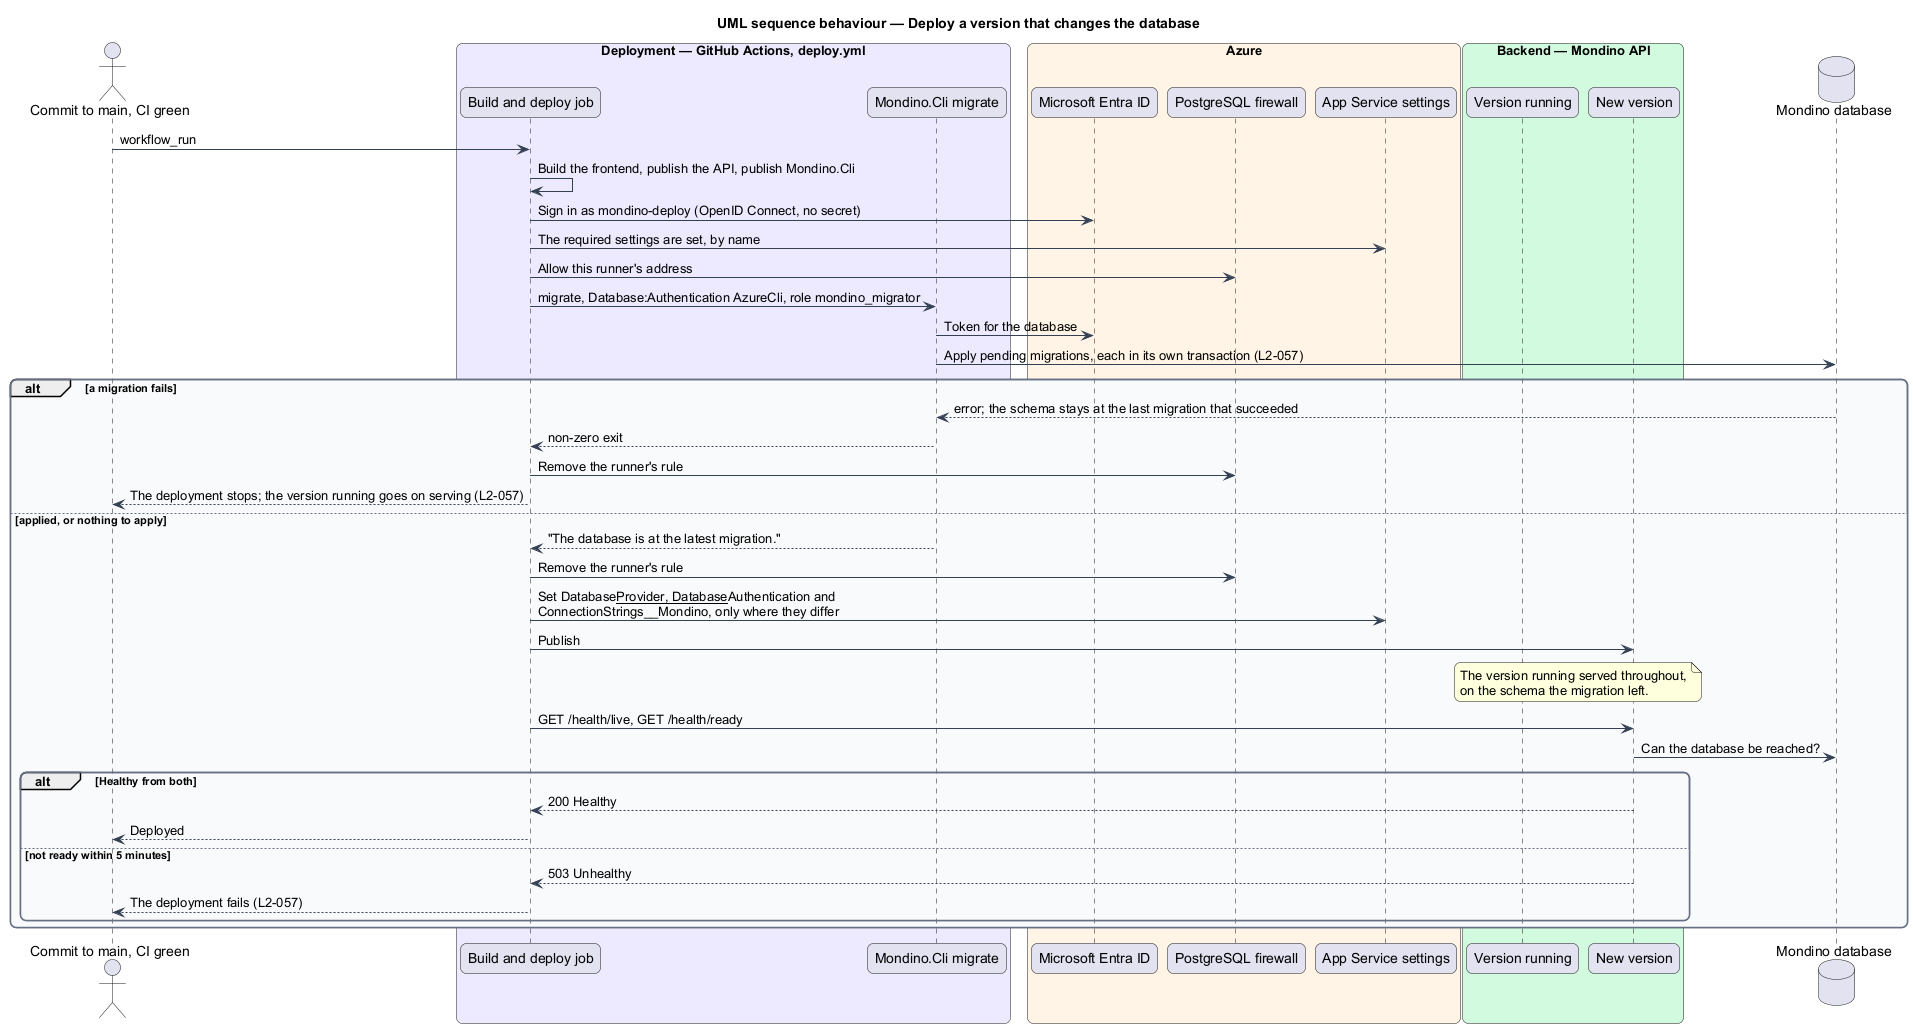 UML sequence behaviour — Deploy a version that changes the database
Deployment — GitHub Actions, deploy.yml
Azure
Backend — Mondino API
Commit to main, CI green
Build and deploy job
Mondino.Cli migrate
Microsoft Entra ID
PostgreSQL firewall
App Service settings
Version running
New version
Mondino database
workflow_run
Build the frontend, publish the API, publish Mondino.Cli
Sign in as mondino-deploy (OpenID Connect, no secret)
The required settings are set, by name
Allow this runner's address
migrate, Database:Authentication AzureCli, role mondino_migrator
Token for the database
Apply pending migrations, each in its own transaction (L2-057)
alt [a migration fails]
error; the schema stays at the last migration that succeeded
non-zero exit
Remove the runner's rule
The deployment stops; the version running goes on serving (L2-057)
[applied, or nothing to apply]
"The database is at the latest migration."
Remove the runner's rule
Set DatabaseProvider, DatabaseAuthentication and
ConnectionStrings__Mondino, only where they differ
Publish
The version running served throughout,
on the schema the migration left.
GET /health/live, GET /health/ready
Can the database be reached?
alt [Healthy from both]
200 Healthy
Deployed
[not ready within 5 minutes]
503 Unhealthy
The deployment fails (L2-057)
Commit to main, CI green
Build and deploy job
Mondino.Cli migrate
Microsoft Entra ID
PostgreSQL firewall
App Service settings
Version running
New version
Mondino database